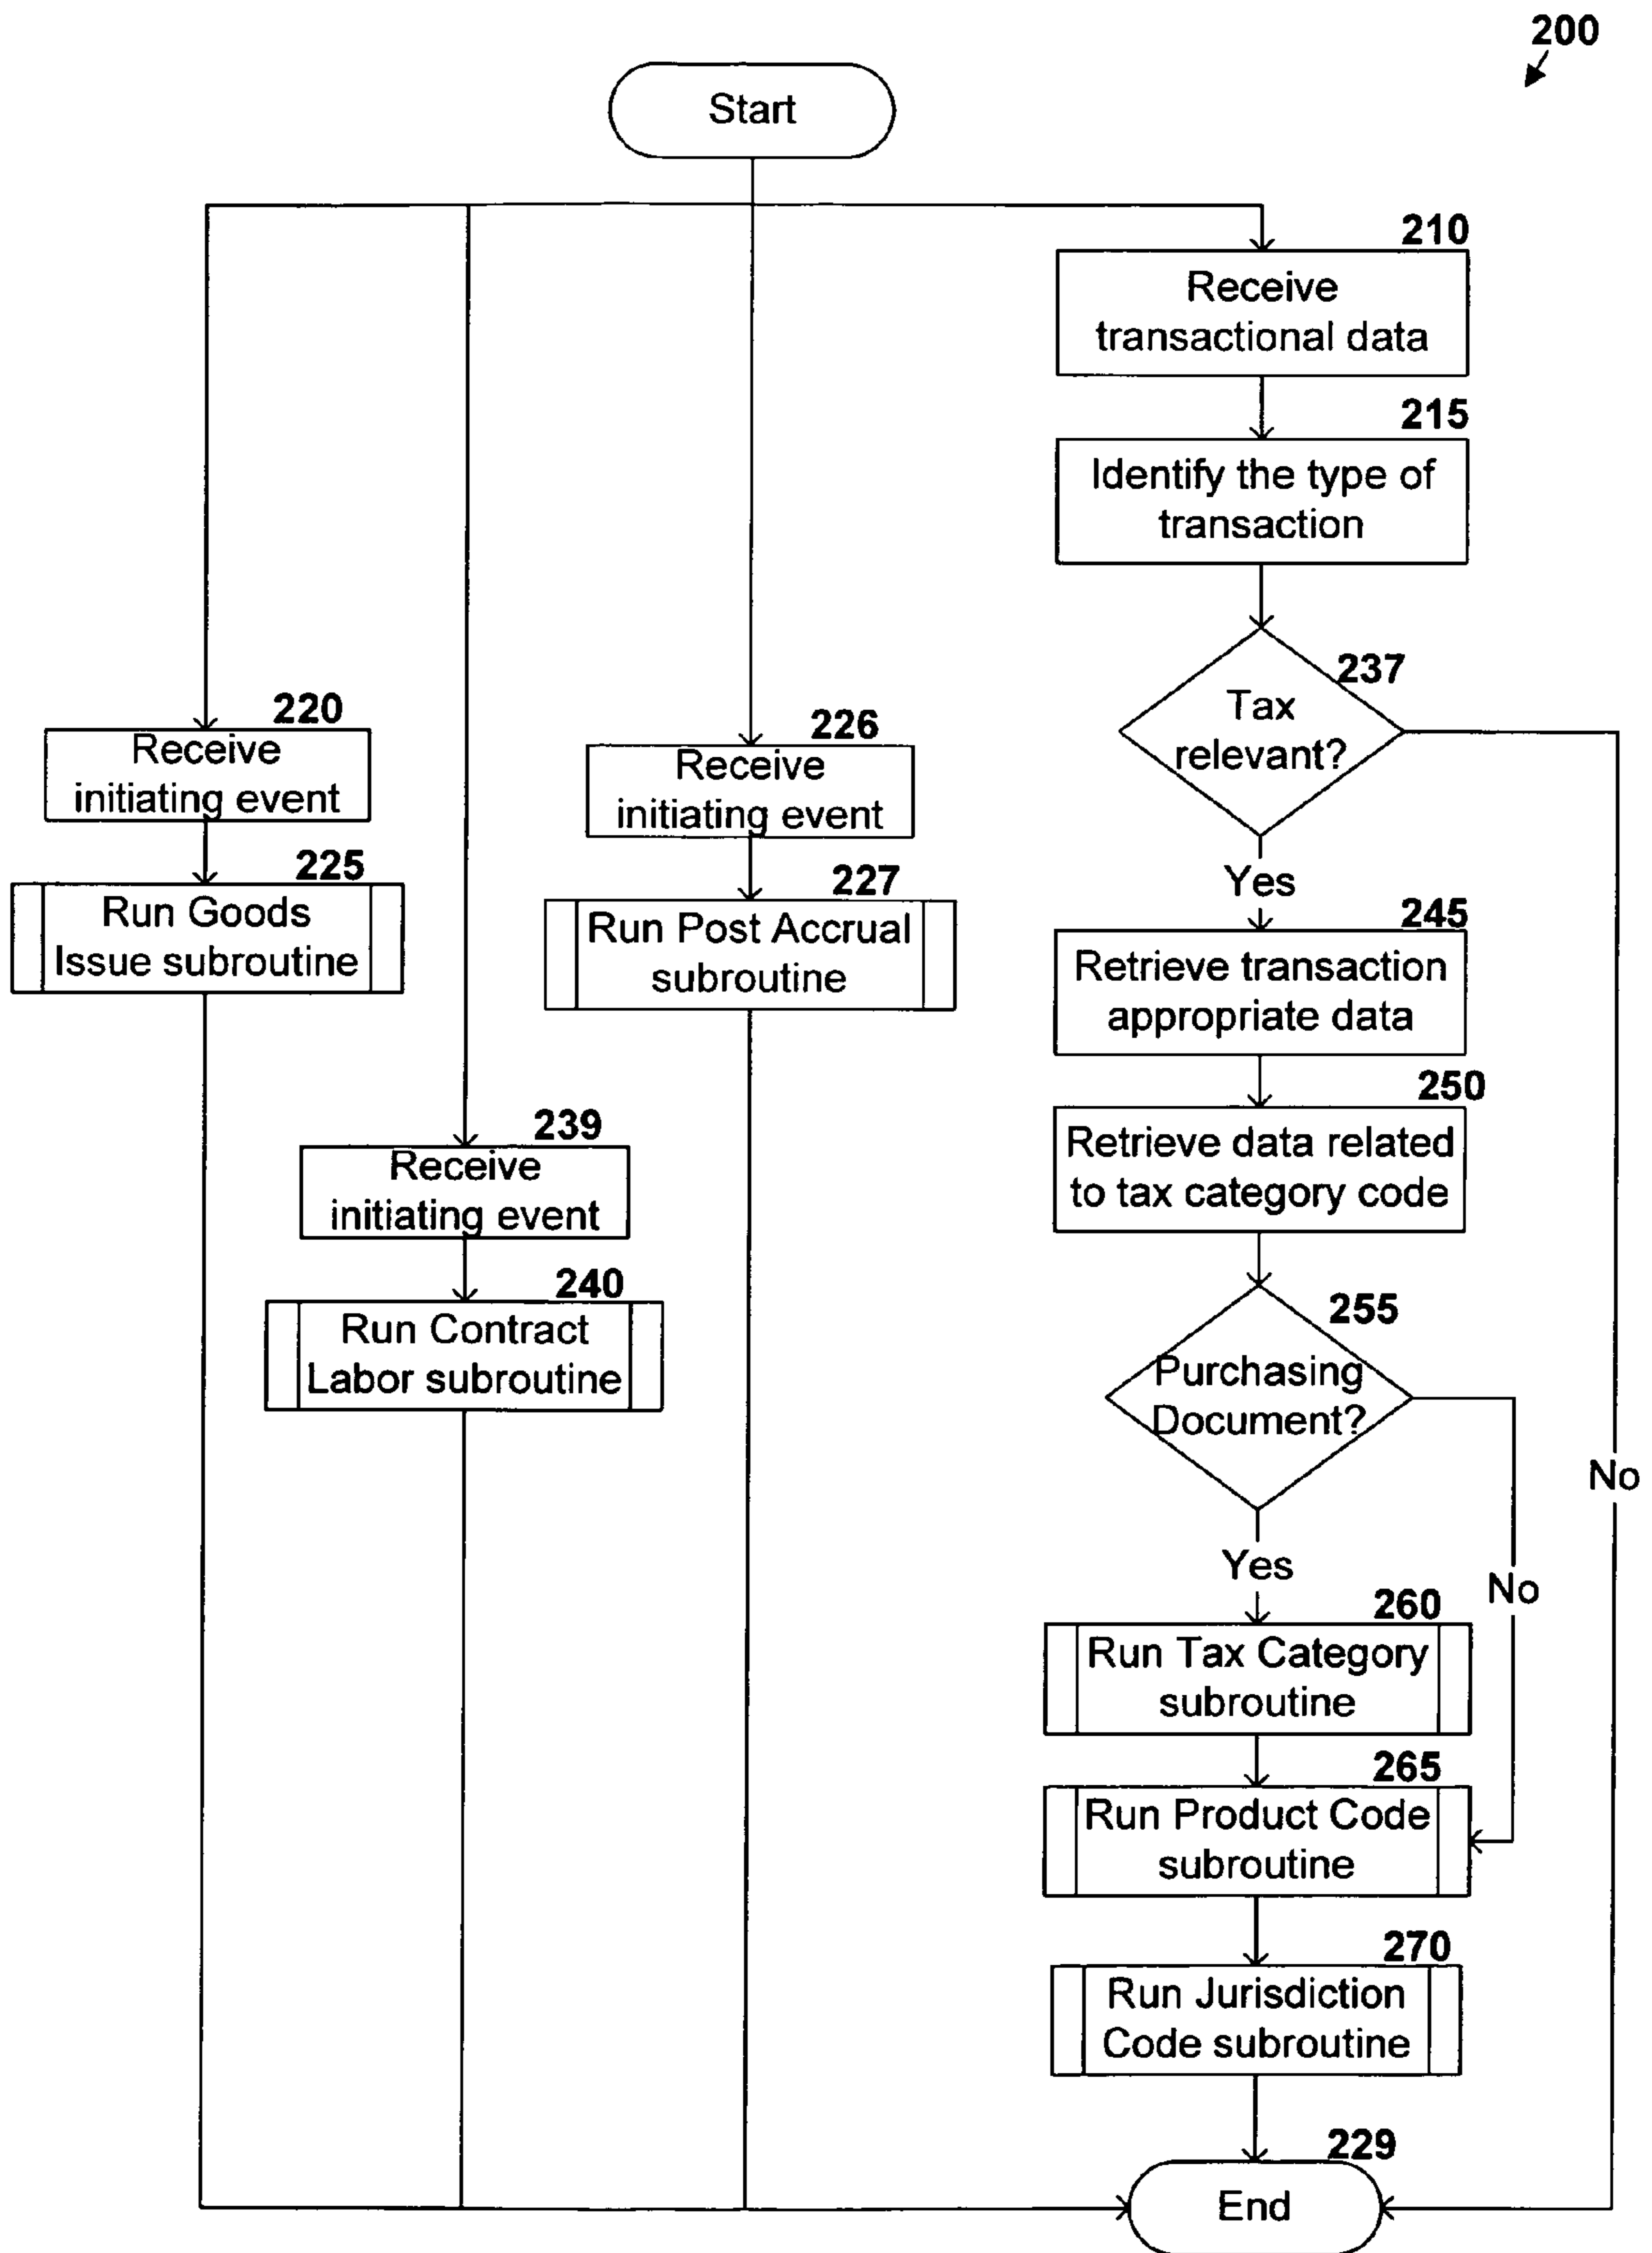 200
Start
210
Receive
transactional data
215
Identify the type of
transaction
237
Tax
relevant?
220
Receive
initiating event
226
Receive
initiating event
225
Run Goods
Issue subroutine
227
Run Post Accrual
subroutine
Yes
245
Retrieve transaction
appropriate data
250
Retrieve data related
to tax category code
239
Receive
initiating event
240
Run Contract
Labor subroutine
255
Purchasing
Document?
No
Yes
No
260
Run Tax Category
subroutine
265
Run Product Code
subroutine
270
Run Jurisdiction
Code subroutine
229
End